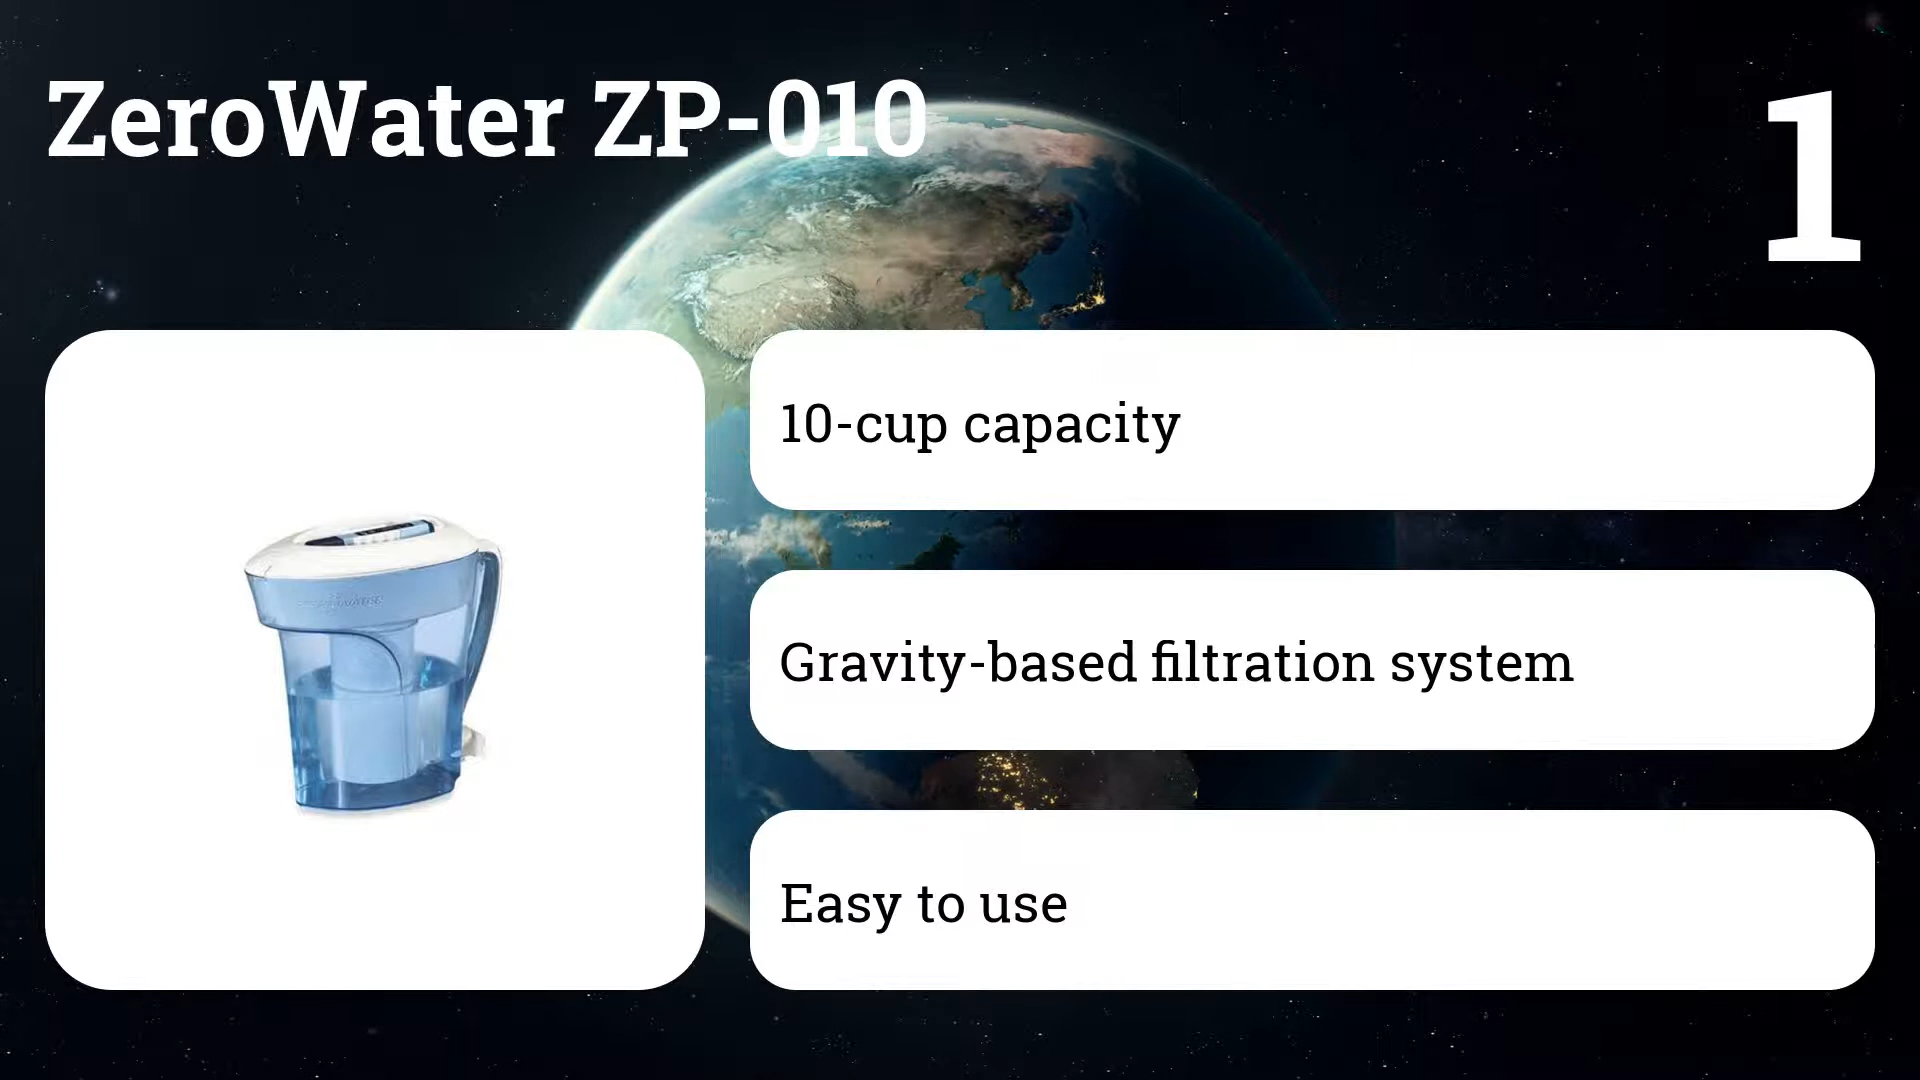 ZeroWater ZP-010
1
10-cup capacity
Gravity-based filtration system
Easy to use